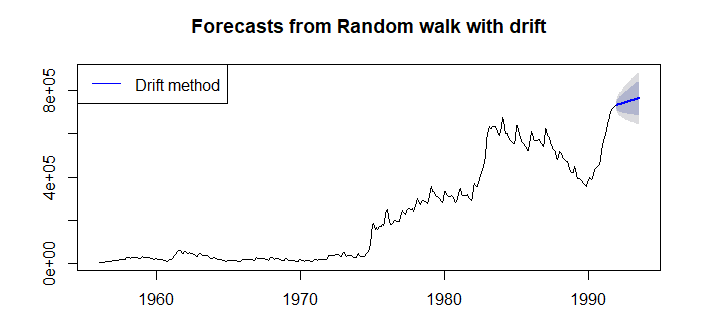 Forecasts from Random walk with drift
Drift method
8e+05
4e+05
0e+00
1960 1970 1980 1990